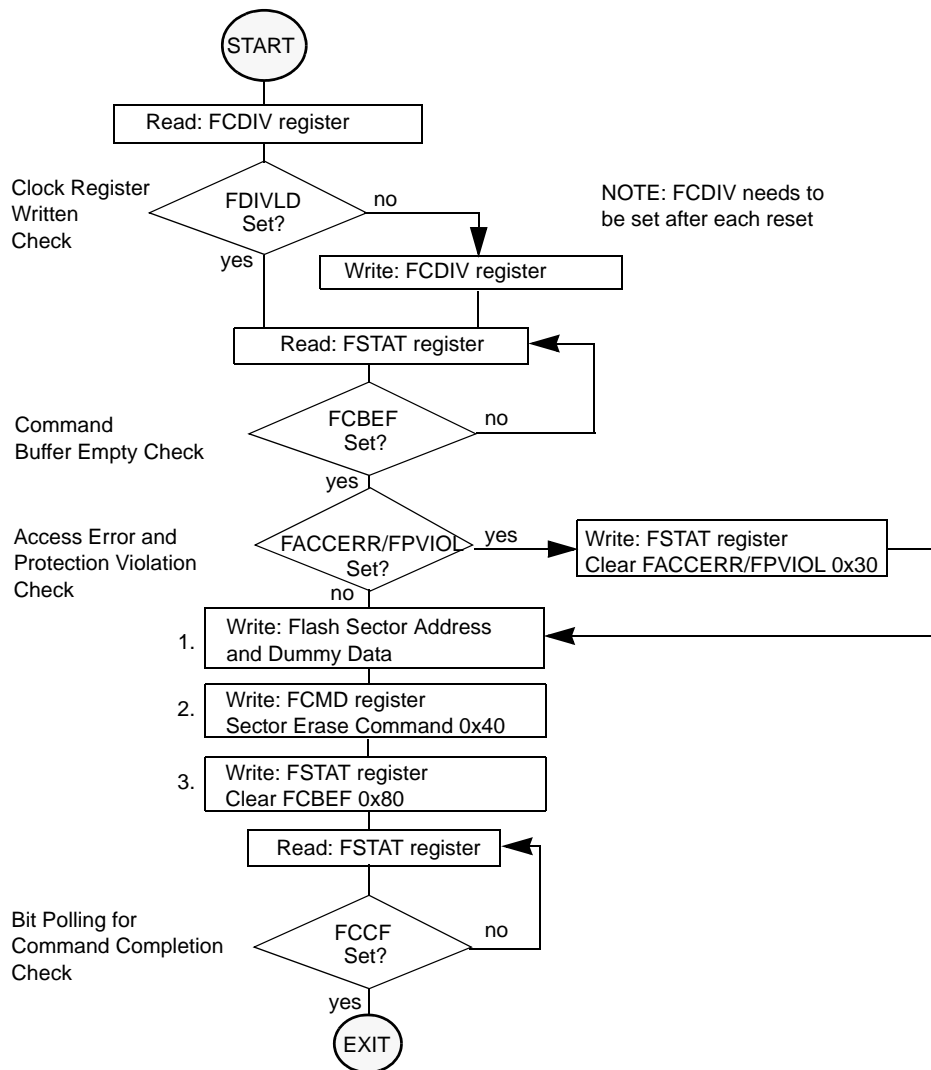 START
Read: FCDIV register
Clock Register
Written
Check
FDIVLD
Set?
no
yes
NOTE: FCDIV needs to
be set after each reset
Write: FCDIV register
Read: FSTAT register
Command
Buffer Empty Check
FCBEF
Set?
no
yes
Access Error and
Protection Violation
Check
FACCERR/FPVIOL
Set?
yes
no
Write: FSTAT register
Clear FACCERR/FPVIOL 0x30
1.
Write: Flash Sector Address
and Dummy Data
2.
Write: FCMD register
Sector Erase Command 0x40
3.
Write: FSTAT register
Clear FCBEF 0x80
Read: FSTAT register
Bit Polling for
Command Completion
Check
FCCF
Set?
no
yes
EXIT